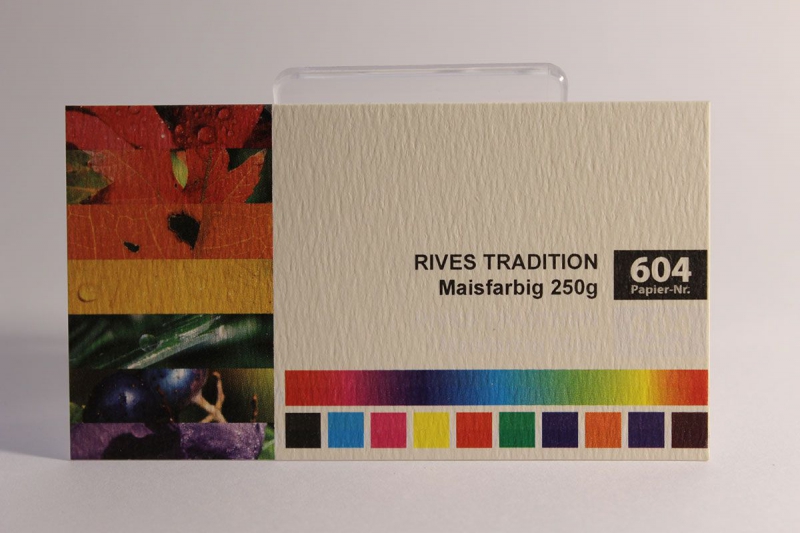 RIVES TRADITION
Maisfarbig 250g
604
Papier-Nr.